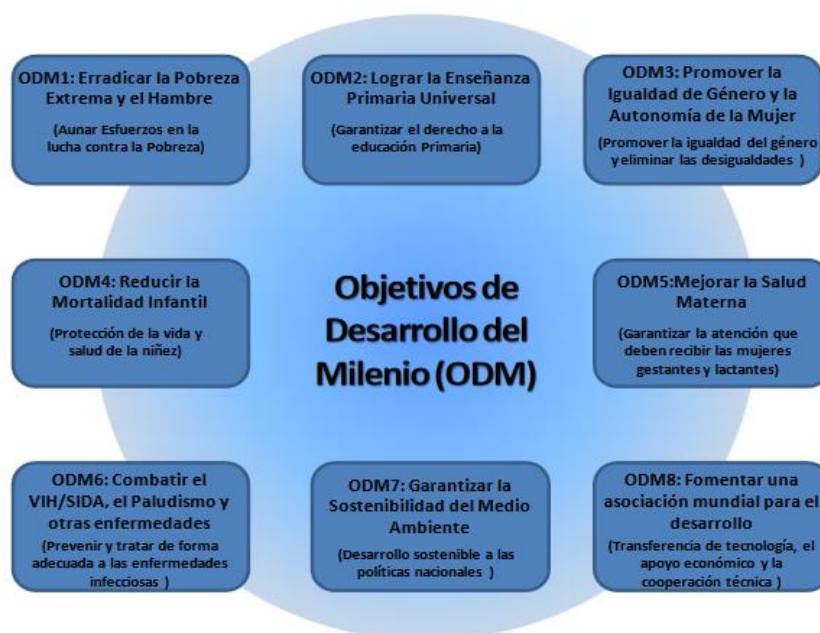 ODM1: Erradicar la Pobreza
Extrema y el Hambre
(Aunar Esfuerzos en la
lucha contra la Pobreza)
ODM2: Lograr la Enseñanza
Primaria Universal
(Garantizar el derecho a la
educación Primaria)
ODM3: Promover la
Igualdad de Género y la
Autonomía de la Mujer
(Promover la igualdad del género
y eliminar las desigualdades )
ODM4: Reducir la
Mortalidad Infantil
(Protección de la vida y
salud de la niñez)
Objetivos de
Desarrollo del
Milenio (ODM)
ODM5:Mejorar la Salud
Materna
(Garantizar la atención que
deben recibir las mujeres
gestantes y lactantes)
ODM6: Combatir el
VIH/SIDA, el Paludismo y
otras enfermedades
(Prevenir y tratar de forma
adecuada a las enfermedades
infecciosas )
ODM7: Garantizar la
Sostenibilidad del Medio
Ambiente
(Desarrollo sostenible a las
políticas nacionales )
ODM8: Fomentar una
asociación mundial para el
desarrollo
(Transferencia de tecnología, el
apoyo económico y la
cooperación técnica )